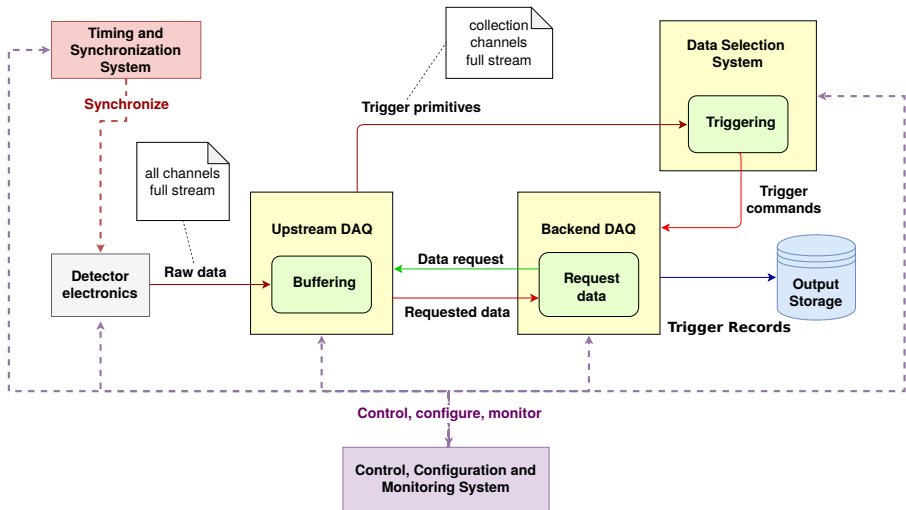 Timing and
Synchronization
System
collection
channels
full stream
Data Selection
System
Synchronize
Trigger primitives
Triggering
all channels
full stream
Trigger
commands
Upstream DAQ
Backend DAQ
Data request
Raw data
Detector
electronics
Buffering
Request
data
Output
Storage
Requested data
Trigger Records
Control, configure, monitor
Control, Configuration and
Monitoring System